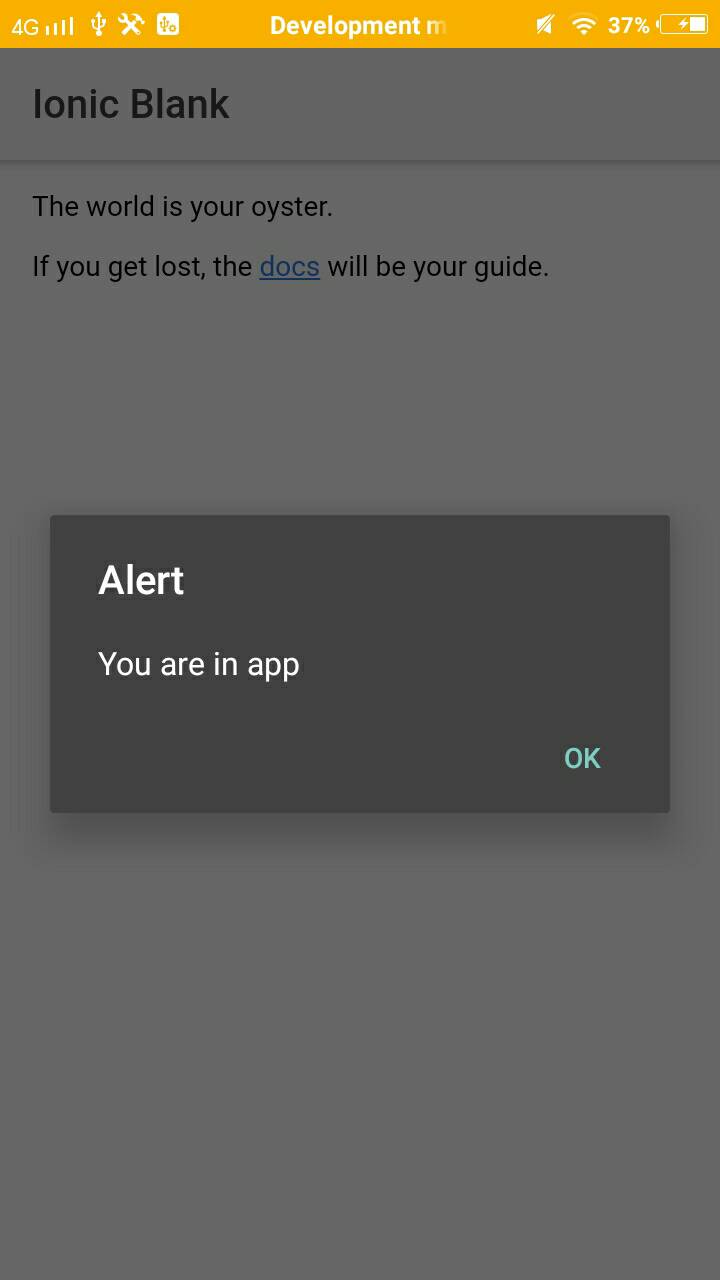 4G Development m 37%
Ionic Blank
The world is your oyster.
If you get lost, the docs will be your guide.
Alert
You are in app
OK